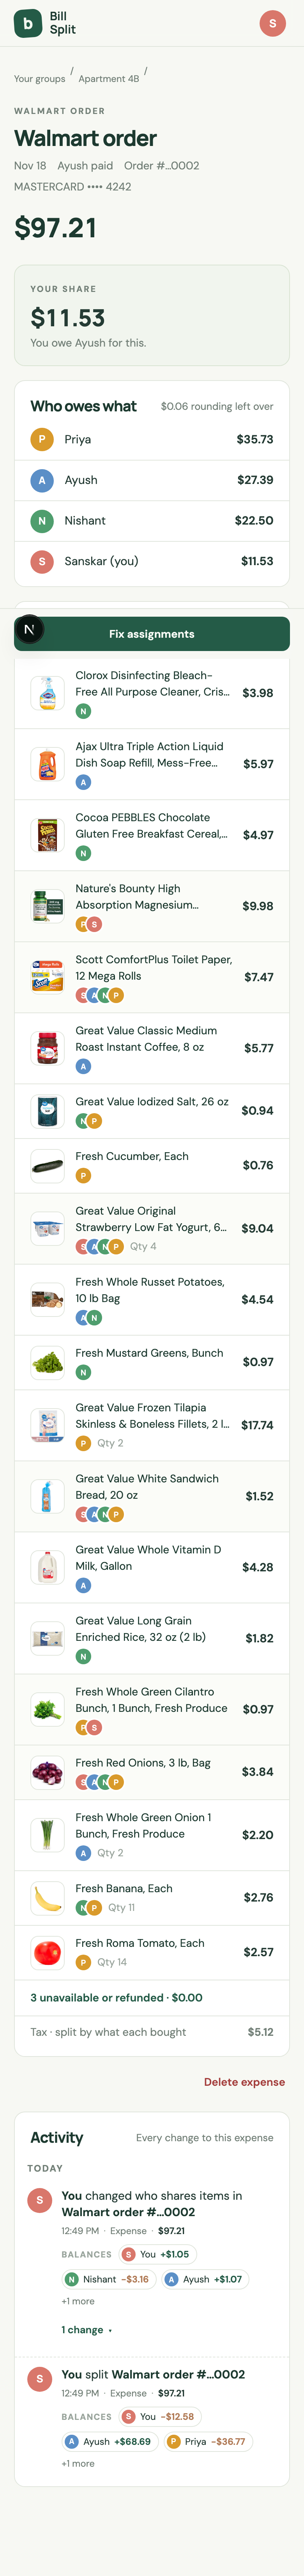 b Bill Split
S
Your groups / Apartment 4B /
WALMART ORDER
Walmart order
Nov 18 Ayush paid Order #…0002
MASTERCARD •••• 4242
$97.21
YOUR SHARE
$11.53
You owe Ayush for this.
Who owes what $0.06 rounding left over
P Priya $35.73
A Ayush $27.39
N Nishant $22.50
S Sanskar (you) $11.53
N Fix assignments
Clorox Disinfecting Bleach-
Free All Purpose Cleaner, Cris… $3.98
N
Ajax Ultra Triple Action Liquid
Dish Soap Refill, Mess-Free… $5.97
A
Cocoa PEBBLES Chocolate
Gluten Free Breakfast Cereal,… $4.97
N
Nature's Bounty High
Absorption Magnesium… $9.98
P S
Scott ComfortPlus Toilet Paper,
12 Mega Rolls $7.47
S A N P
Great Value Classic Medium
Roast Instant Coffee, 8 oz $5.77
A
Great Value Iodized Salt, 26 oz $0.94
N P
Fresh Cucumber, Each $0.76
P
Great Value Original
Strawberry Low Fat Yogurt, 6… $9.04
S A N P Qty 4
Fresh Whole Russet Potatoes,
10 lb Bag $4.54
A N
Fresh Mustard Greens, Bunch $0.97
N
Great Value Frozen Tilapia
Skinless & Boneless Fillets, 2 l… $17.74
P Qty 2
Great Value White Sandwich
Bread, 20 oz $1.52
S A N P
Great Value Whole Vitamin D
Milk, Gallon $4.28
A
Great Value Long Grain
Enriched Rice, 32 oz (2 lb) $1.82
N
Fresh Whole Green Cilantro
Bunch, 1 Bunch, Fresh Produce $0.97
P S
Fresh Red Onions, 3 lb, Bag $3.84
S A N P
Fresh Whole Green Onion 1
Bunch, Fresh Produce $2.20
A Qty 2
Fresh Banana, Each $2.76
N P Qty 11
Fresh Roma Tomato, Each $2.57
P Qty 14
3 unavailable or refunded · $0.00
Tax · split by what each bought $5.12
Delete expense
Activity Every change to this expense
TODAY
S You changed who shares items in
Walmart order #…0002
12:49 PM · Expense · $97.21
BALANCES S You +$1.05
N Nishant −$3.16 A Ayush +$1.07
+1 more
1 change
S You split Walmart order #…0002
12:49 PM · Expense · $97.21
BALANCES S You −$12.58
A Ayush +$68.69 P Priya −$36.77
+1 more